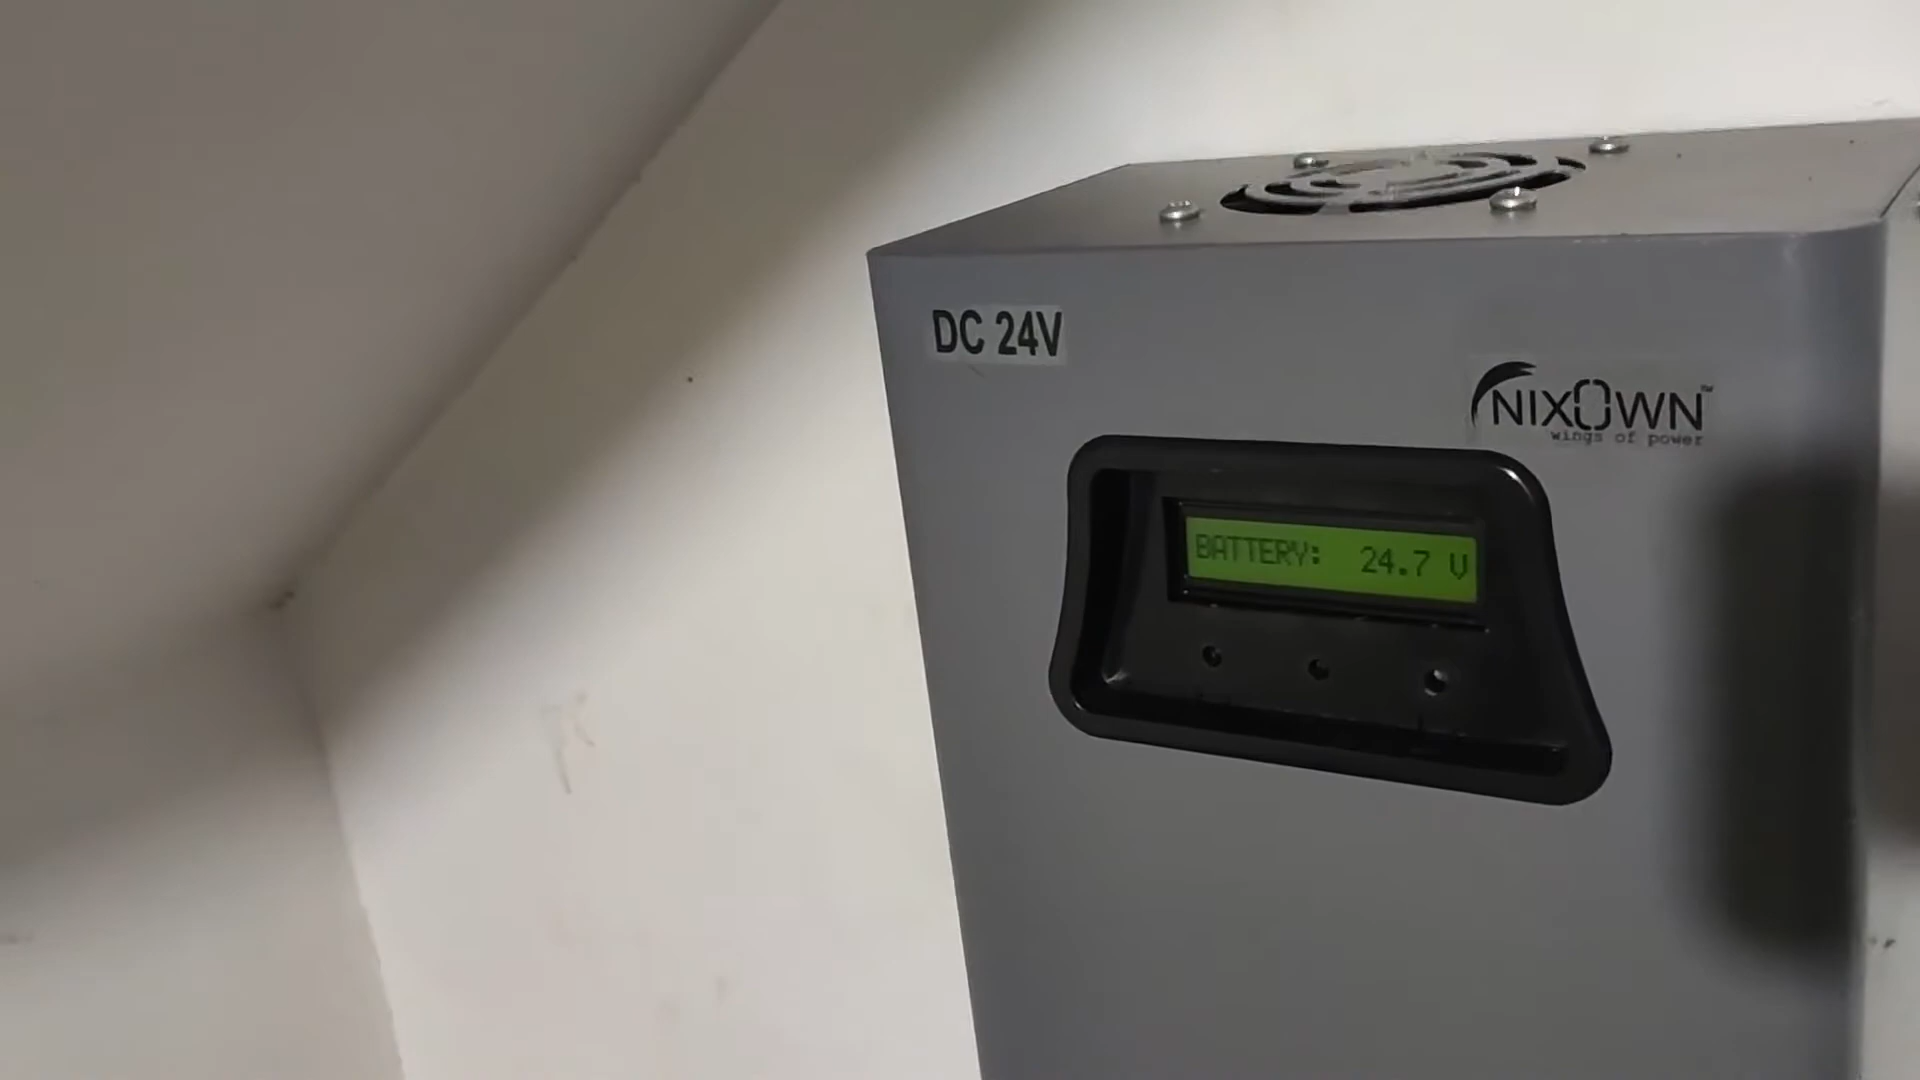 DC 24V
NIXOWN™
wings of power
BATTERY: 24.7 V